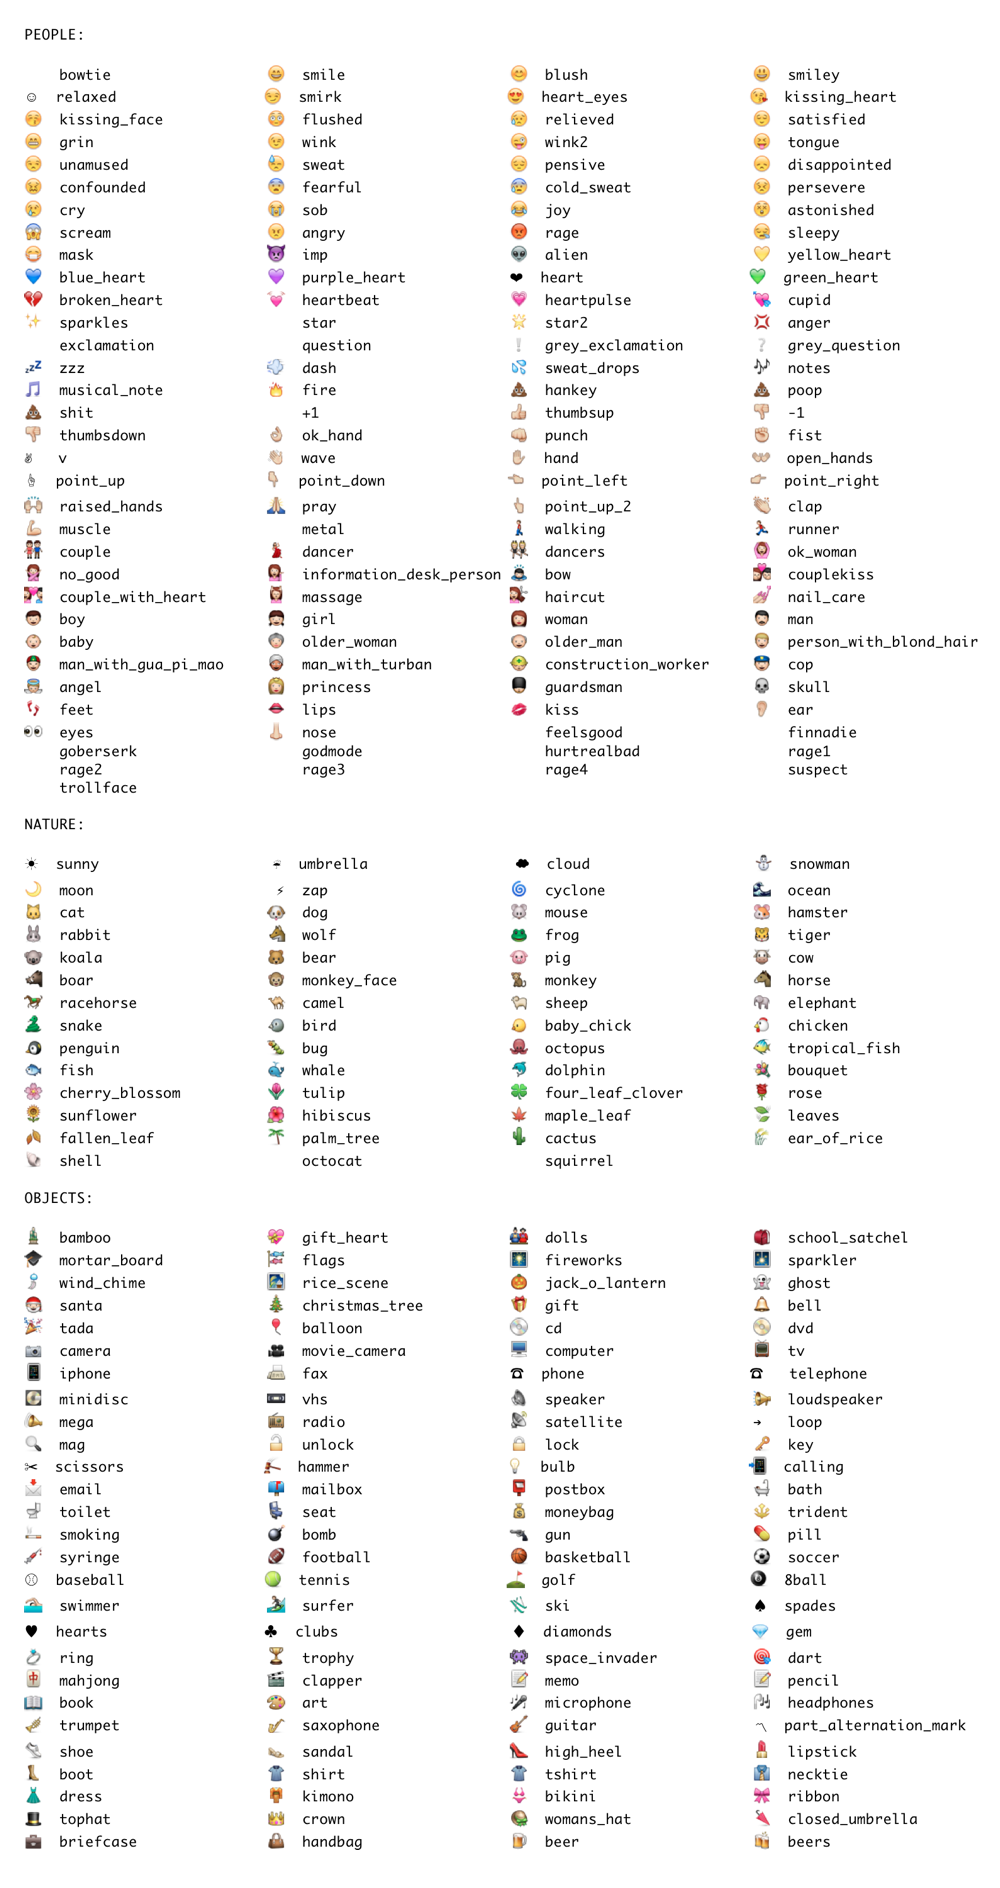 PEOPLE:
bowtie smile blush smiley
relaxed smirk heart_eyes kissing_heart
kissing_face flushed relieved satisfied
grin wink wink2 tongue
unamused sweat pensive disappointed
confounded fearful cold_sweat persevere
cry sob joy astonished
scream angry rage sleepy
mask imp alien yellow_heart
blue_heart purple_heart heart green_heart
broken_heart heartbeat heartpulse cupid
sparkles star star2 anger
exclamation question grey_exclamation grey_question
zzz dash sweat_drops notes
musical_note fire hankey poop
shit +1 thumbsup -1
thumbsdown ok_hand punch fist
v wave hand open_hands
point_up point_down point_left point_right
raised_hands pray point_up_2 clap
muscle metal walking runner
couple dancer dancers ok_woman
no_good information_desk_person bow couplekiss
couple_with_heart massage haircut nail_care
boy girl woman man
baby older_woman older_man person_with_blond_hair
man_with_gua_pi_mao man_with_turban construction_worker cop
angel princess guardsman skull
feet lips kiss ear
eyes nose feelsgood finnadie
goberserk godmode hurtrealbad rage1
rage2 rage3 rage4 suspect
trollface
NATURE:
sunny umbrella cloud snowman
moon zap cyclone ocean
cat dog mouse hamster
rabbit wolf frog tiger
koala bear pig cow
boar monkey_face monkey horse
racehorse camel sheep elephant
snake bird baby_chick chicken
penguin bug octopus tropical_fish
fish whale dolphin bouquet
cherry_blossom tulip four_leaf_clover rose
sunflower hibiscus maple_leaf leaves
fallen_leaf palm_tree cactus ear_of_rice
shell octocat squirrel
OBJECTS:
bamboo gift_heart dolls school_satchel
mortar_board flags fireworks sparkler
wind_chime rice_scene jack_o_lantern ghost
santa christmas_tree gift bell
tada balloon cd dvd
camera movie_camera computer tv
iphone fax phone telephone
minidisc vhs speaker loudspeaker
mega radio satellite loop
mag unlock lock key
scissors hammer bulb calling
email mailbox postbox bath
toilet seat moneybag trident
smoking bomb gun pill
syringe football basketball soccer
baseball tennis golf 8ball
swimmer surfer ski spades
hearts clubs diamonds gem
ring trophy space_invader dart
mahjong clapper memo pencil
book art microphone headphones
trumpet saxophone guitar part_alternation_mark
shoe sandal high_heel lipstick
boot shirt tshirt necktie
dress kimono bikini ribbon
tophat crown womans_hat closed_umbrella
briefcase handbag beer beers